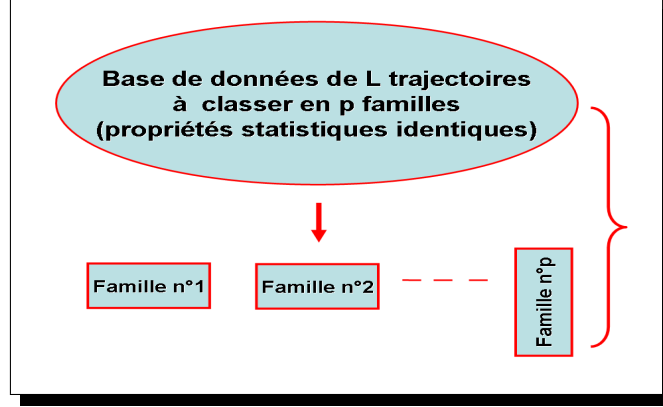 Base de données de L trajectoires
à classer en p familles
(propriétés statistiques identiques)
Famille n°1
Famille n°2
Famille n°p